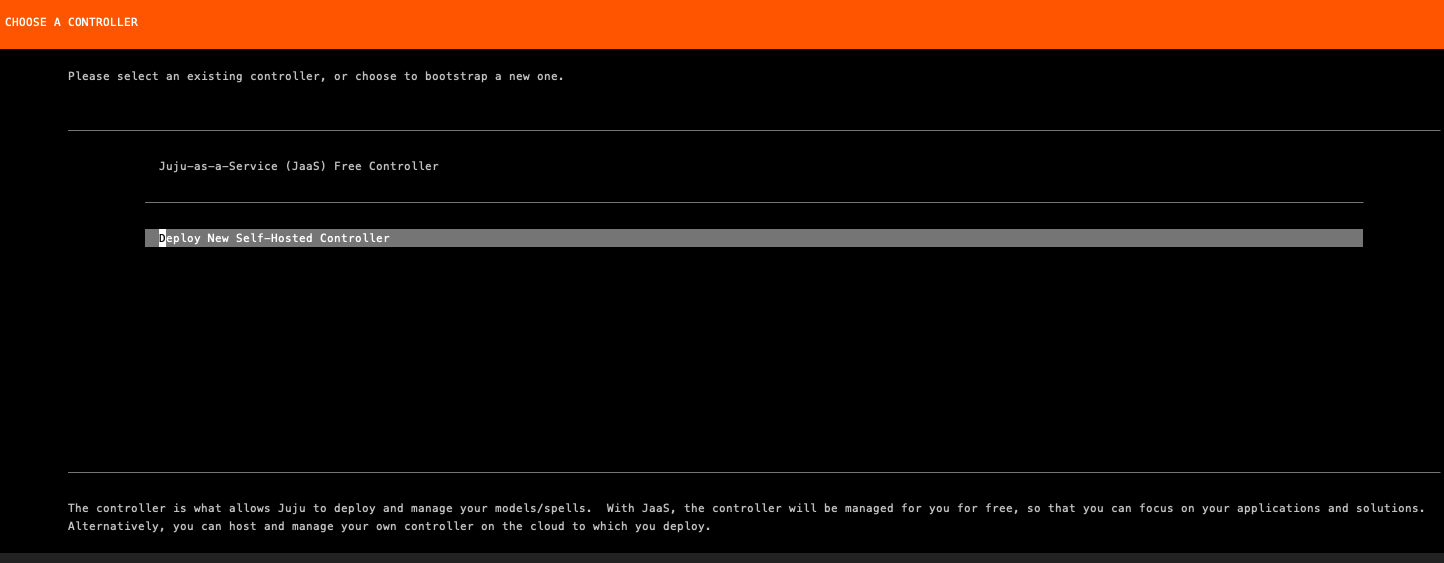 CHOOSE A CONTROLLER
Please select an existing controller, or choose to bootstrap a new one.
Juju-as-a-Service (JaaS) Free Controller
Deploy New Self-Hosted Controller
The controller is what allows Juju to deploy and manage your models/spells.  With JaaS, the controller will be managed for you for free, so that you can focus on your applications and solutions.
Alternatively, you can host and manage your own controller on the cloud to which you deploy.